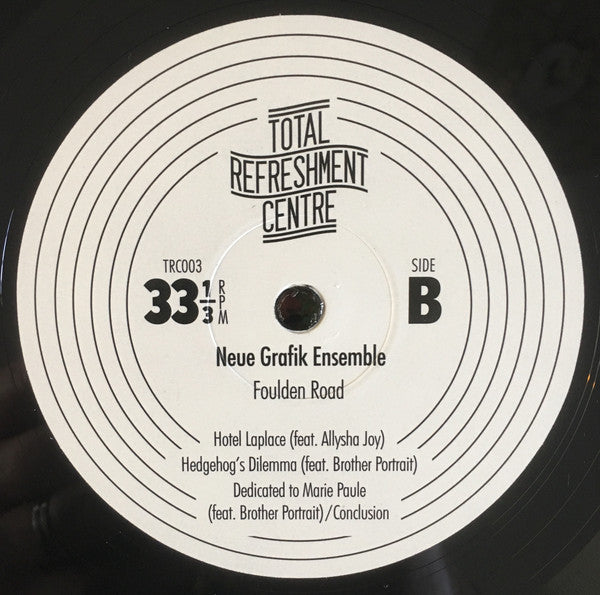 TOTAL
REFRESHMENT
CENTRE
TRC003
33 1/3 RPM
SIDE
B
Neue Grafik Ensemble
Foulden Road
Hotel Laplace (feat. Allysha Joy)
Hedgehog's Dilemma (feat. Brother Portrait)
Dedicated to Marie Paule
(feat. Brother Portrait)/Conclusion